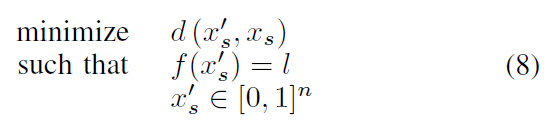 minimize d (x′ₛ, xₛ)
such that f(x′ₛ) = l (8)
x′ₛ ∈ [0, 1]ⁿ